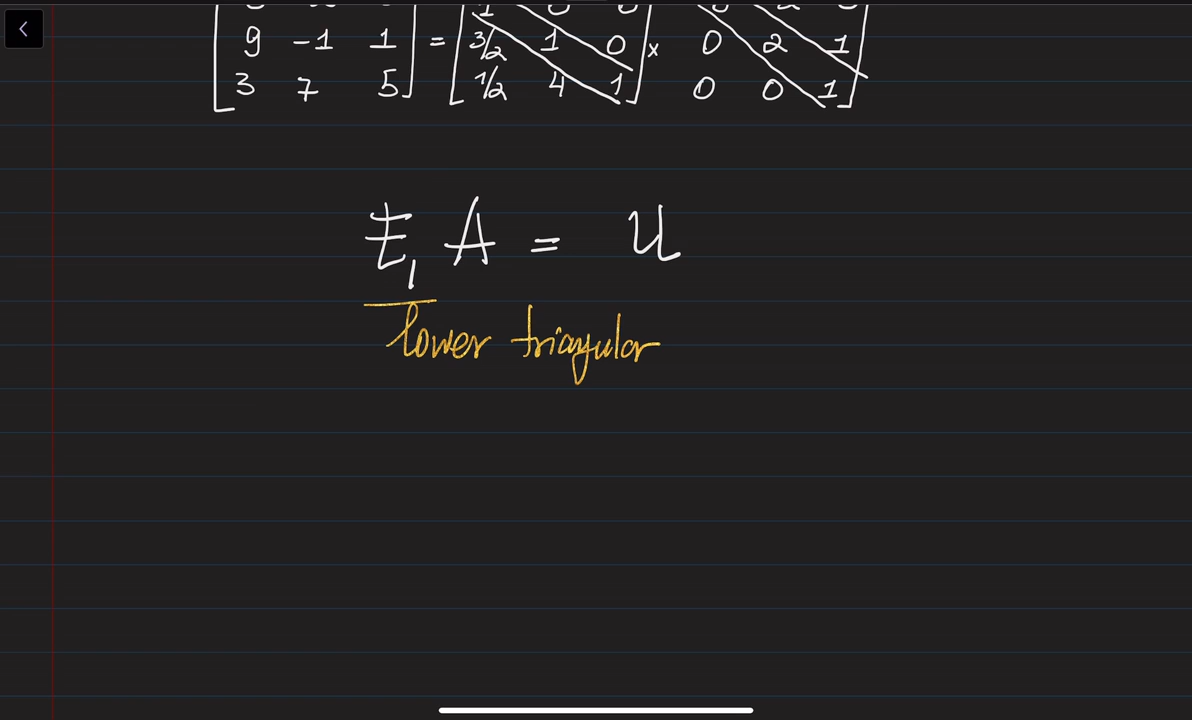 9 -1 1 = 3/2 1 0 x 0 2 1
3 7 5 1/2 4 1 0 0 1
E1 A = U
lower triangular